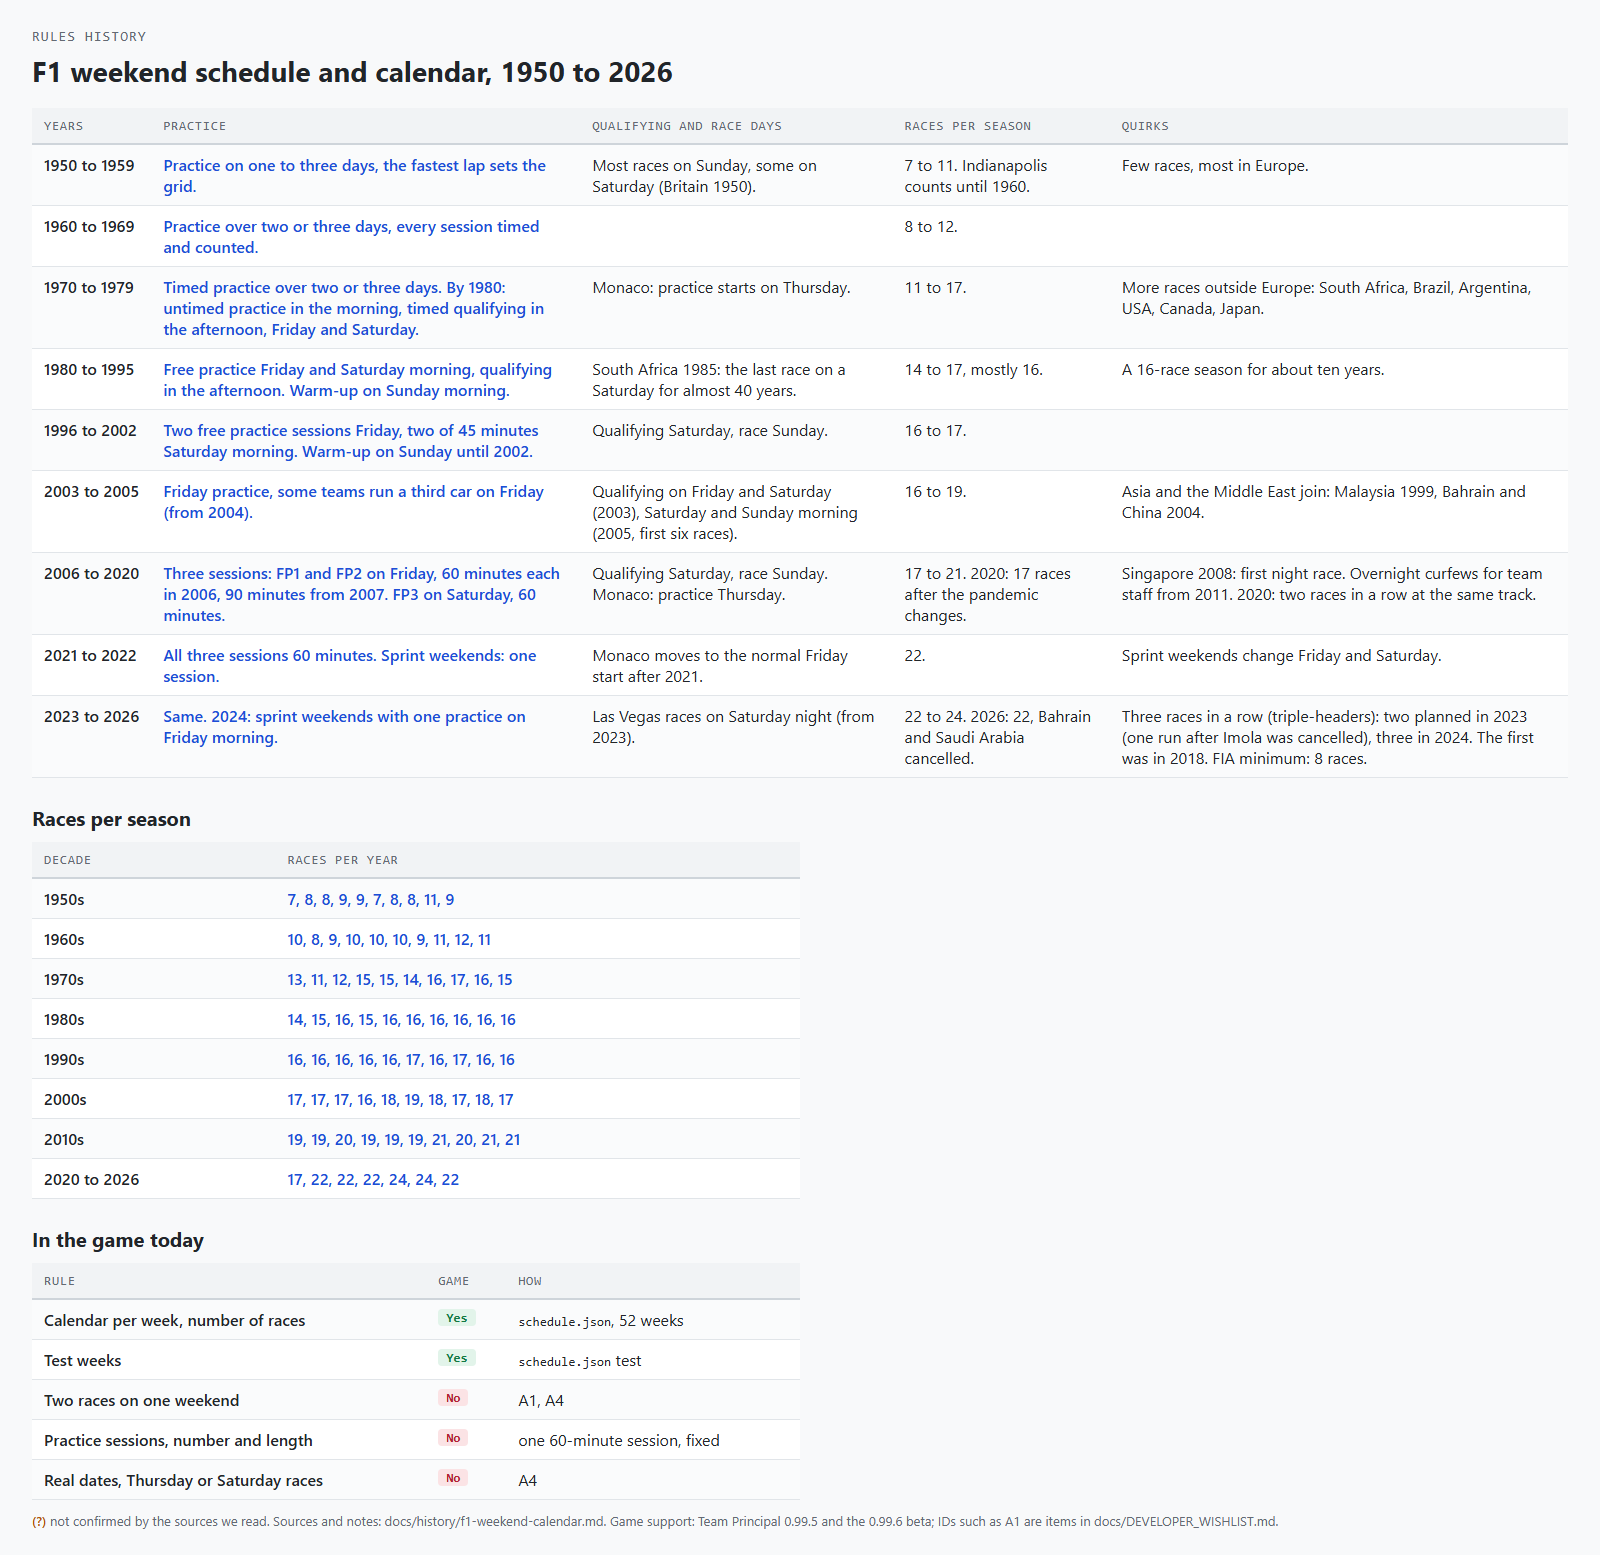 RULES HISTORY
F1 weekend schedule and calendar, 1950 to 2026
YEARS PRACTICE QUALIFYING AND RACE DAYS RACES PER SEASON QUIRKS
1950 to 1959 Practice on one to three days, the fastest lap sets the Most races on Sunday, some on 7 to 11. Indianapolis Few races, most in Europe.
grid. Saturday (Britain 1950). counts until 1960.
1960 to 1969 Practice over two or three days, every session timed 8 to 12.
and counted.
1970 to 1979 Timed practice over two or three days. By 1980: Monaco: practice starts on Thursday. 11 to 17. More races outside Europe: South Africa, Brazil, Argentina,
untimed practice in the morning, timed qualifying in USA, Canada, Japan.
the afternoon, Friday and Saturday.
1980 to 1995 Free practice Friday and Saturday morning, qualifying South Africa 1985: the last race on a 14 to 17, mostly 16. A 16-race season for about ten years.
in the afternoon. Warm-up on Sunday morning. Saturday for almost 40 years.
1996 to 2002 Two free practice sessions Friday, two of 45 minutes Qualifying Saturday, race Sunday. 16 to 17.
Saturday morning. Warm-up on Sunday until 2002.
2003 to 2005 Friday practice, some teams run a third car on Friday Qualifying on Friday and Saturday 16 to 19. Asia and the Middle East join: Malaysia 1999, Bahrain and
(from 2004). (2003), Saturday and Sunday morning China 2004.
(2005, first six races).
2006 to 2020 Three sessions: FP1 and FP2 on Friday, 60 minutes each Qualifying Saturday, race Sunday. 17 to 21. 2020: 17 races Singapore 2008: first night race. Overnight curfews for team
in 2006, 90 minutes from 2007. FP3 on Saturday, 60 Monaco: practice Thursday. after the pandemic staff from 2011. 2020: two races in a row at the same track.
minutes. changes.
2021 to 2022 All three sessions 60 minutes. Sprint weekends: one Monaco moves to the normal Friday 22. Sprint weekends change Friday and Saturday.
session. start after 2021.
2023 to 2026 Same. 2024: sprint weekends with one practice on Las Vegas races on Saturday night (from 22 to 24. 2026: 22, Bahrain Three races in a row (triple-headers): two planned in 2023
Friday morning. 2023). and Saudi Arabia (one run after Imola was cancelled), three in 2024. The first
cancelled. was in 2018. FIA minimum: 8 races.
Races per season
DECADE RACES PER YEAR
1950s 7, 8, 8, 9, 9, 7, 8, 8, 11, 9
1960s 10, 8, 9, 10, 10, 10, 9, 11, 12, 11
1970s 13, 11, 12, 15, 15, 14, 16, 17, 16, 15
1980s 14, 15, 16, 15, 16, 16, 16, 16, 16, 16
1990s 16, 16, 16, 16, 16, 17, 16, 17, 16, 16
2000s 17, 17, 17, 16, 18, 19, 18, 17, 18, 17
2010s 19, 19, 20, 19, 19, 19, 21, 20, 21, 21
2020 to 2026 17, 22, 22, 22, 24, 24, 22
In the game today
RULE GAME HOW
Calendar per week, number of races Yes schedule.json, 52 weeks
Test weeks Yes schedule.json test
Two races on one weekend No A1, A4
Practice sessions, number and length No one 60-minute session, fixed
Real dates, Thursday or Saturday races No A4
(?) not confirmed by the sources we read. Sources and notes: docs/history/f1-weekend-calendar.md. Game support: Team Principal 0.99.5 and the 0.99.6 beta; IDs such as A1 are items in docs/DEVELOPER_WISHLIST.md.